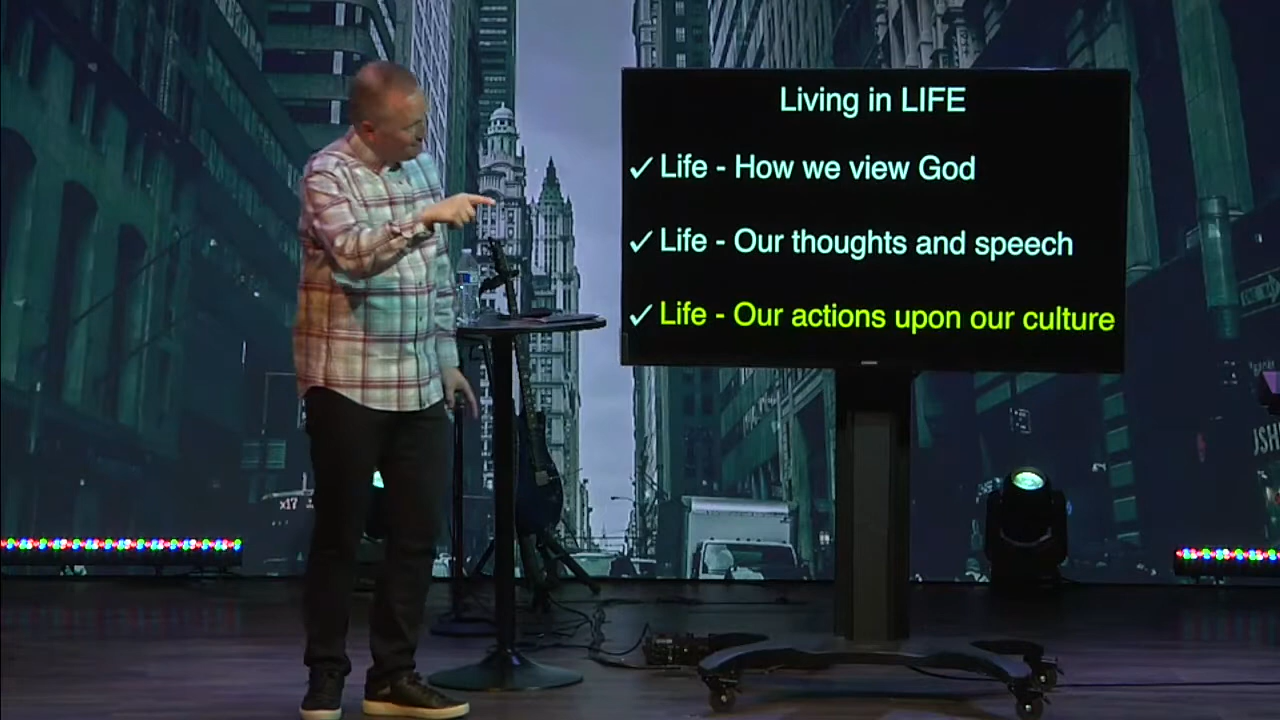 Living in LIFE
✓ Life - How we view God
✓ Life - Our thoughts and speech
✓ Life - Our actions upon our culture
x17